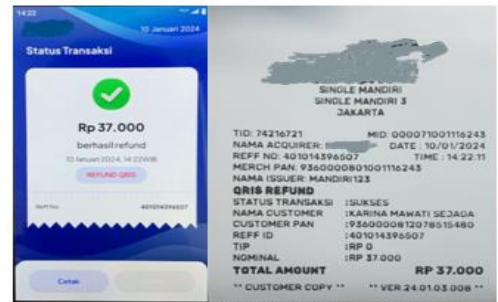 14:22
10 Januari 2024
Status Transaksi
Rp 37.000
berhasil refund
10 Januari 2024, 14:22WIB
REFUND QRIS
Reff No.
401014396507
Cetak
SINGLE MANDIRI
SINGLE MANDIRI 3
JAKARTA
TID: 74216721 MID: 000071001116243
NAMA ACQUIRER: DATE : 10/01/2024
REFF NO: 401014396507 TIME : 14:22:11
MERCH PAN: 9360000801001116243
NAMA ISSUER: MANDIRI123
QRIS REFUND
STATUS TRANSAKSI :SUKSES
NAMA CUSTOMER :KARINA MAWATI SEJAGA
CUSTOMER PAN :9360000812078515480
REFF ID :401014396507
TIP :RP 0
NOMINAL :RP 37.000
TOTAL AMOUNT RP 37.000
** CUSTOMER COPY ** ** VER 24.01.03.008 **